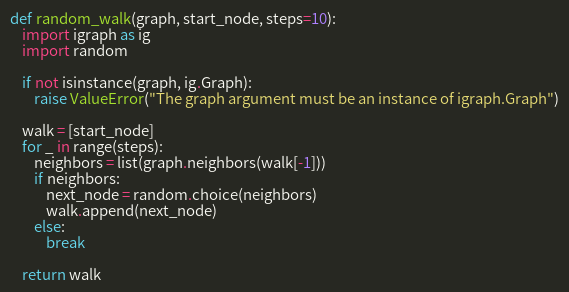 def random_walk(graph, start_node, steps=10):
    import igraph as ig
    import random

    if not isinstance(graph, ig.Graph):
        raise ValueError("The graph argument must be an instance of igraph.Graph")

    walk = [start_node]
    for _ in range(steps):
        neighbors = list(graph.neighbors(walk[-1]))
        if neighbors:
            next_node = random.choice(neighbors)
            walk.append(next_node)
        else:
            break

    return walk